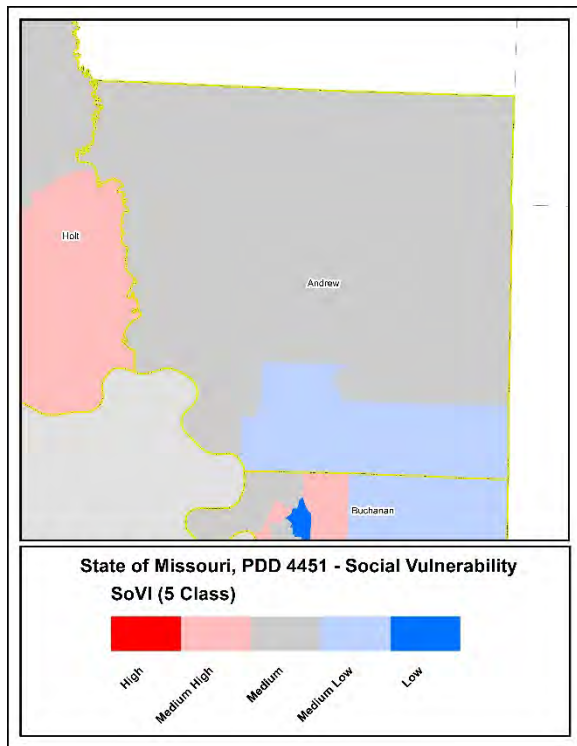 Holt
Andrew
Buchanan
State of Missouri, PDD 4451 - Social Vulnerability
SoVI (5 Class)
High
Medium High
Medium
Medium Low
Low